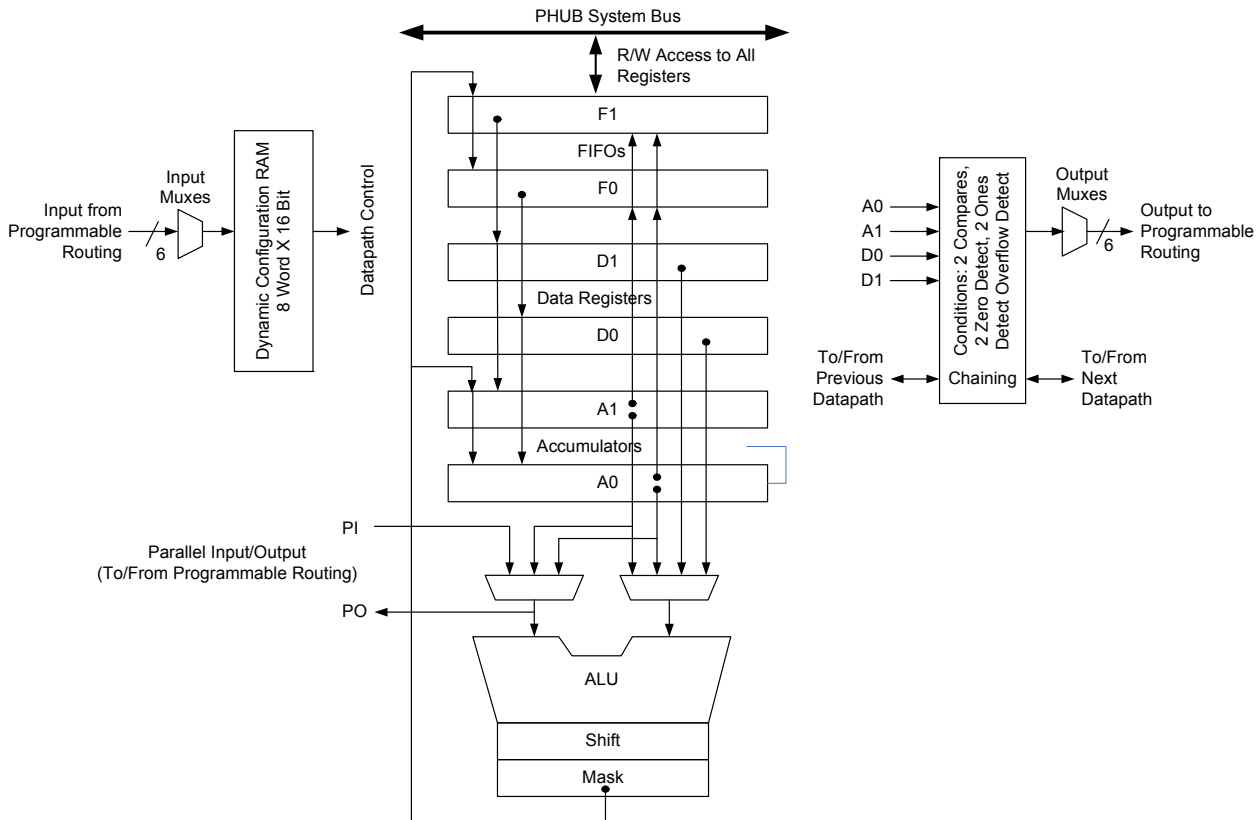 PHUB System Bus
R/W Access to All
Registers
F1
FIFOs
F0
D1
Data Registers
D0
A1
Accumulators
A0
Input from
Programmable
Routing
6
Input
Muxes
Dynamic Configuration RAM
8 Word X 16 Bit
Datapath Control
A0
A1
D0
D1
Conditions: 2 Compares,
2 Zero Detect, 2 Ones
Detect Overflow Detect
Output
Muxes
6
Output to
Programmable
Routing
To/From
Previous
Datapath
Chaining
To/From
Next
Datapath
PI
Parallel Input/Output
(To/From Programmable Routing)
PO
ALU
Shift
Mask